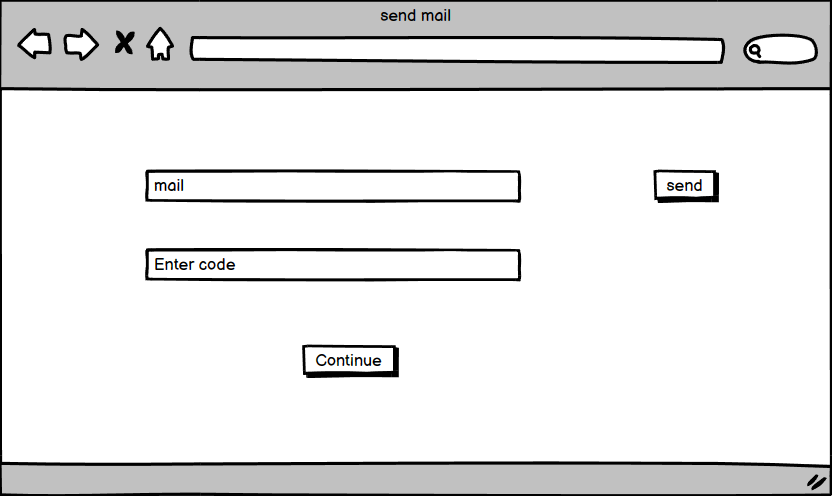 send mail
mail
send
Enter code
Continue